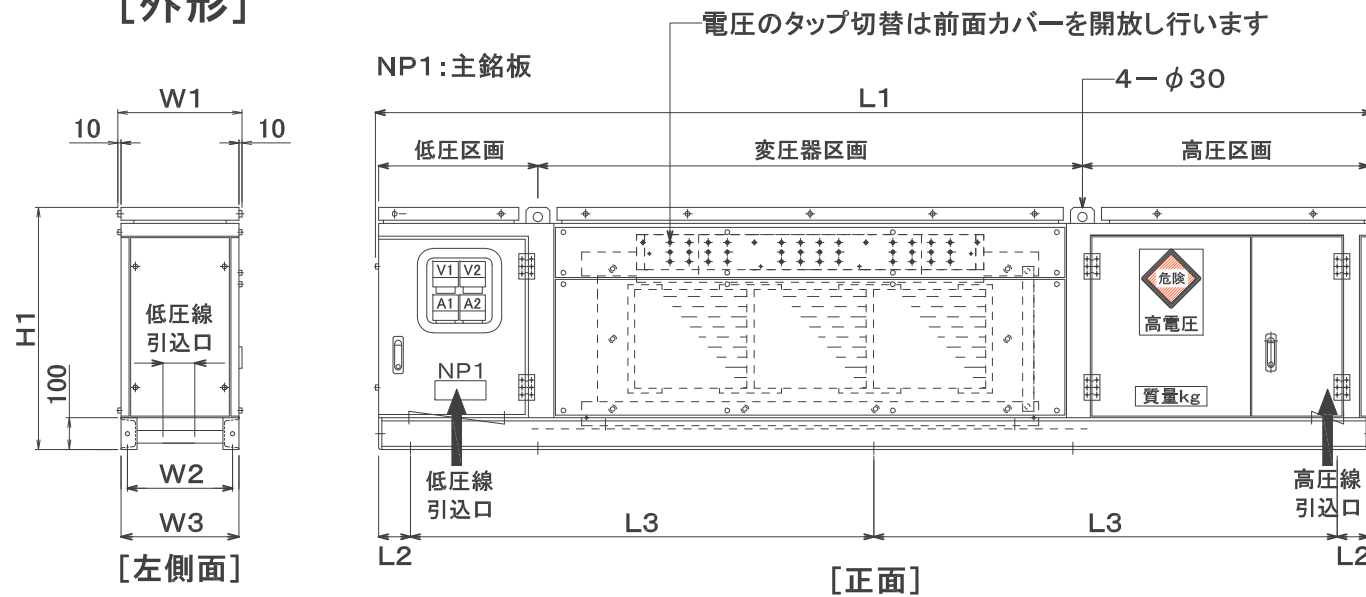 [外形]
電圧のタップ切替は前面カバーを開放し行います
NP1:主銘板
4－φ30
W1
L1
10
10
低圧区画
変圧器区画
高圧区画
V1 V2
A1 A2
危険
高電圧
H1
低圧線
引込口
100
NP1
質量kg
W2
低圧線
引込口
高圧線
引込口
W3
L3
L3
L2
L2
[左側面]
[正面]